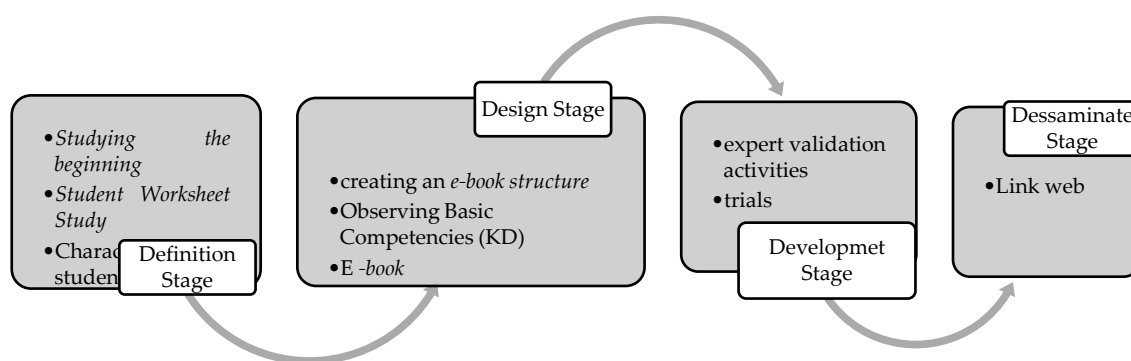 •Studying the
beginning
•Student Worksheet
Study
•Charac
studen
Definition
Stage
Design Stage
•creating an e-book structure
•Observing Basic
Competencies (KD)
•E -book
•expert validation
activities
•trials
Developmet
Stage
Dessaminate
Stage
•Link web